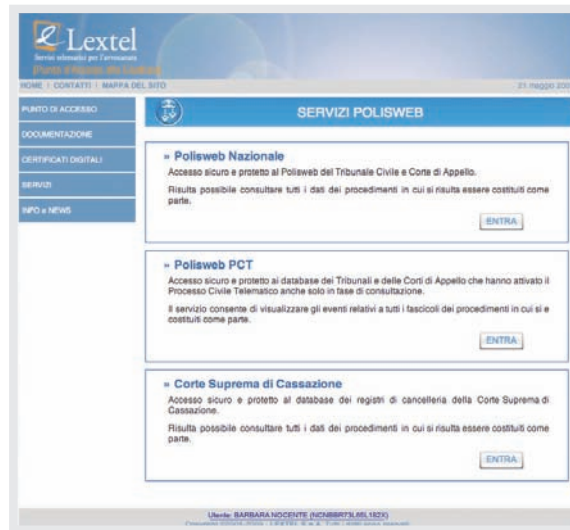 Lextel
Servizi telematici per l'avvocatura
HOME | CONTATTI | MAPPA DEL SITO
21 maggio 200
PUNTO DI ACCESSO
DOCUMENTAZIONE
CERTIFICATI DIGITALI
SERVIZI
INFO e NEWS
SERVIZI POLISWEB
» Polisweb Nazionale
Accesso sicuro e protetto al Polisweb del Tribunale Civile e Corte di Appello.
Risulta possibile consultare tutti i dati dei procedimenti in cui si risulta essere costituiti come
parte.
ENTRA
» Polisweb PCT
Accesso sicuro e protetto ai database dei Tribunali e delle Corti di Appello che hanno attivato il
Processo Civile Telematico anche solo in fase di consultazione.
Il servizio consente di visualizzare gli eventi relativi a tutti i fascicoli dei procedimenti in cui si e
costituiti come parte.
ENTRA
» Corte Suprema di Cassazione
Accesso sicuro e protetto al database dei registri di cancelleria della Corte Suprema di
Cassazione.
Risulta possibile consultare tutti i dati dei procedimenti in cui si risulta essere costituiti come
parte.
ENTRA
Utente: BARBARA NOCENTE